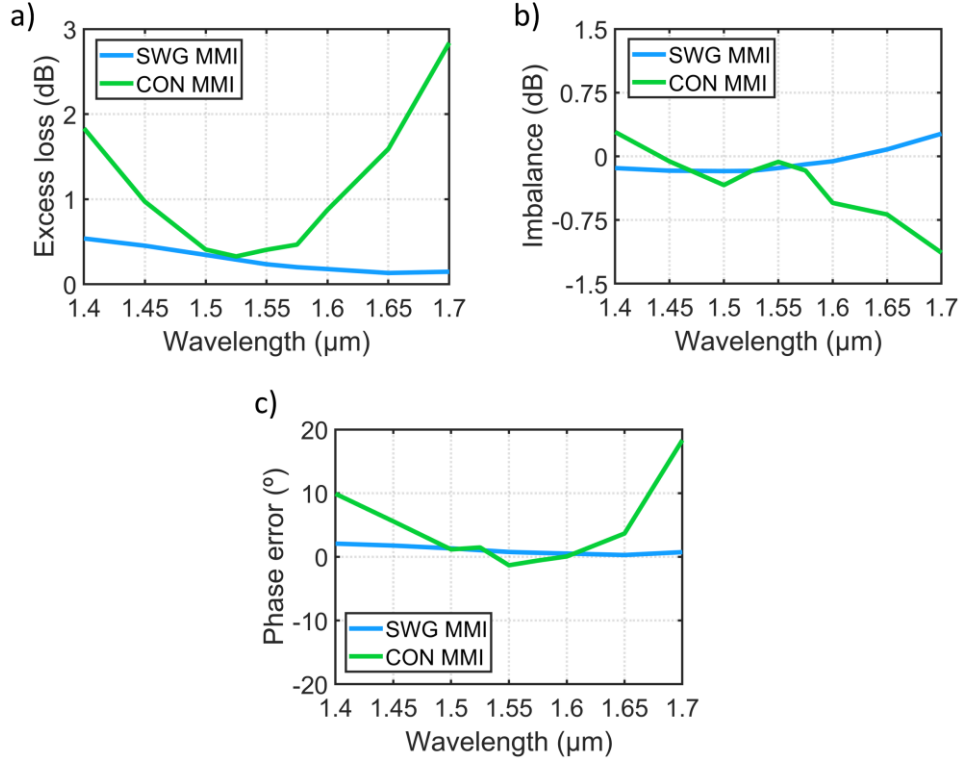 a)
3
2
1
0
Excess loss (dB)
SWG MMI
CON MMI
1.4 1.45 1.5 1.55 1.6 1.65 1.7
Wavelength (µm)
b)
1.5
0.75
0
-0.75
-1.5
Imbalance (dB)
SWG MMI
CON MMI
1.4 1.45 1.5 1.55 1.6 1.65 1.7
Wavelength (µm)
c)
20
10
0
-10
-20
Phase error (º)
SWG MMI
CON MMI
1.4 1.45 1.5 1.55 1.6 1.65 1.7
Wavelength (µm)